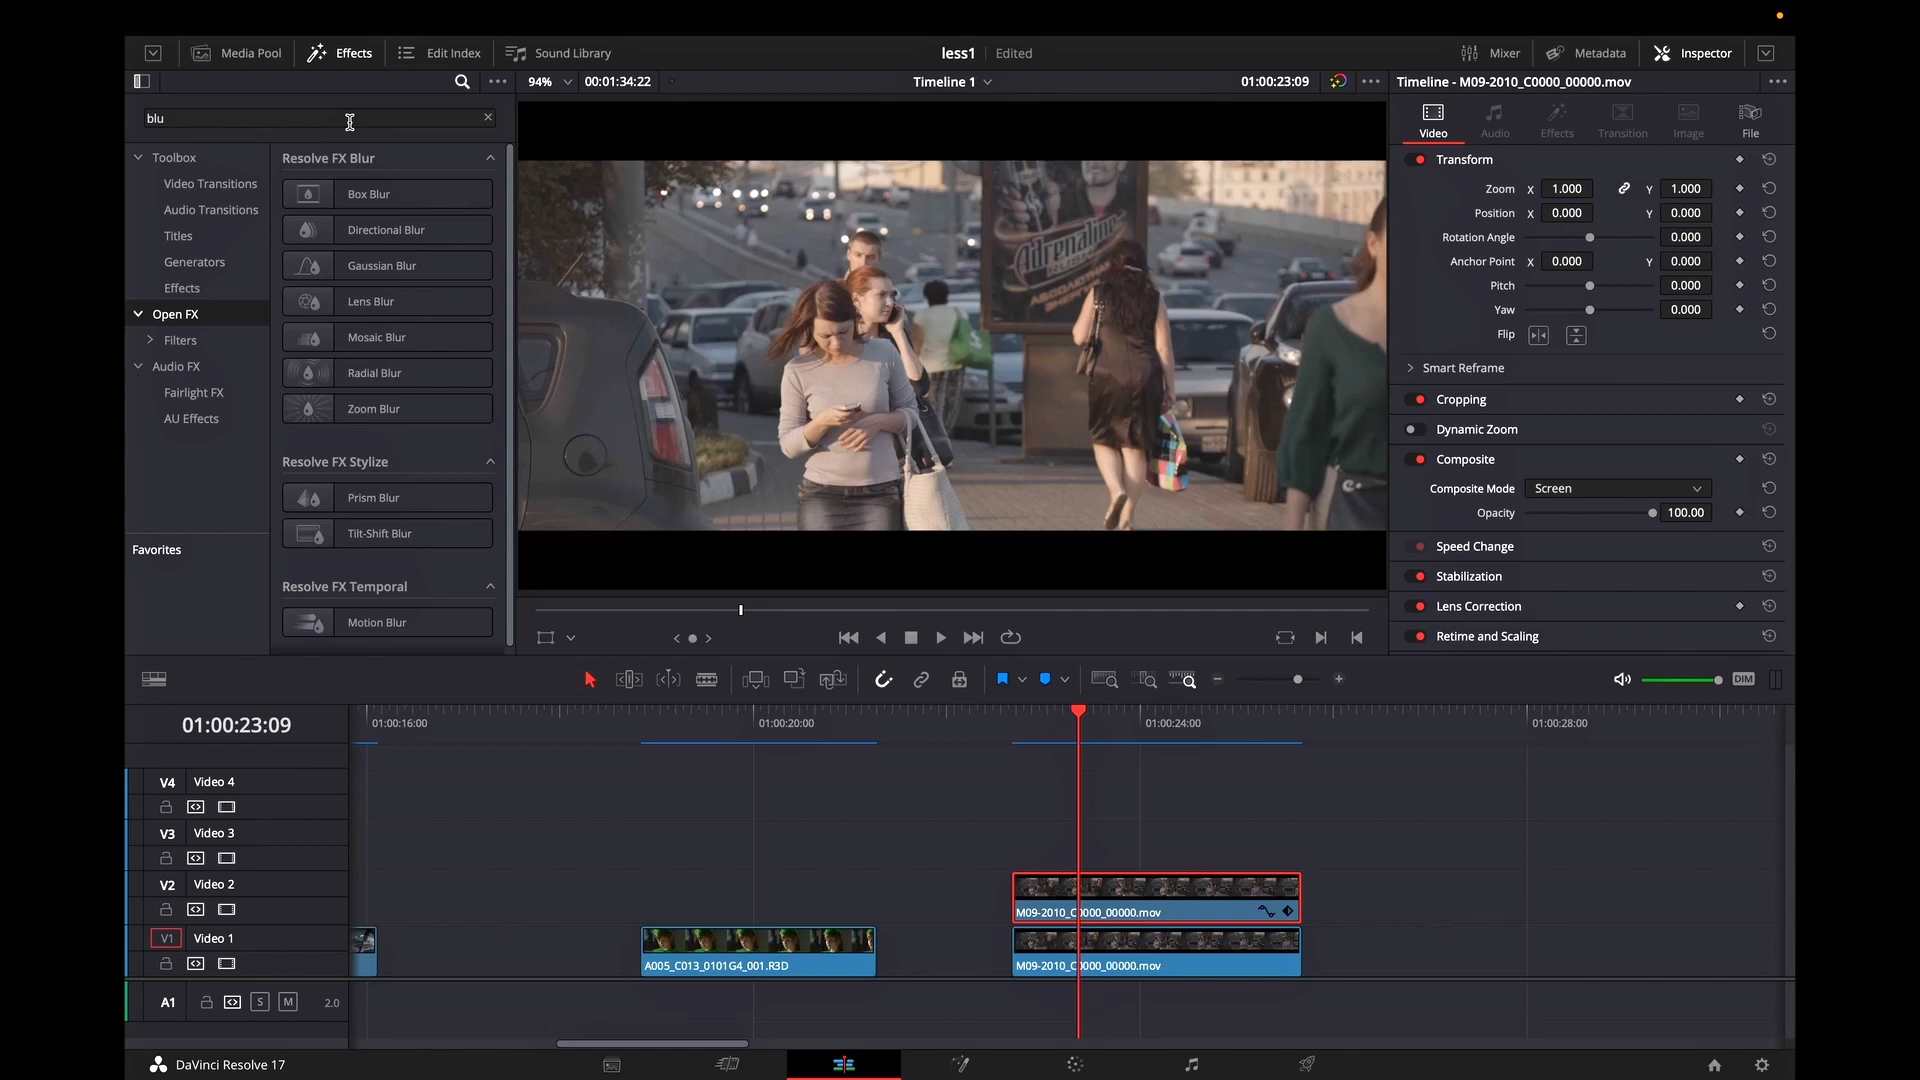 Media Pool
Effects
Edit Index
Sound Library
less1
Edited
Mixer
Metadata
Inspector
94%
00:01:34:22
Timeline 1
01:00:23:09
Timeline - M09-2010_C0000_00000.mov
blu
Toolbox
Video Transitions
Audio Transitions
Titles
Generators
Effects
Open FX
Filters
Audio FX
Fairlight FX
AU Effects
Favorites
Resolve FX Blur
Box Blur
Directional Blur
Gaussian Blur
Lens Blur
Mosaic Blur
Radial Blur
Zoom Blur
Resolve FX Stylize
Prism Blur
Tilt-Shift Blur
Resolve FX Temporal
Motion Blur
Adrenaline
RUSH
Video
Audio
Effects
Transition
Image
File
Transform
Zoom X 1.000 Y 1.000
Position X 0.000 Y 0.000
Rotation Angle 0.000
Anchor Point X 0.000 Y 0.000
Pitch 0.000
Yaw 0.000
Flip
Smart Reframe
Cropping
Dynamic Zoom
Composite
Composite Mode Screen
Opacity 100.00
Speed Change
Stabilization
Lens Correction
Retime and Scaling
DIM
01:00:23:09
01:00:16:00
01:00:20:00
01:00:24:00
01:00:28:00
V4 Video 4
V3 Video 3
V2 Video 2
M09-2010_C0000_00000.mov
V1 Video 1
A005_C013_0101G4_001.R3D
M09-2010_C0000_00000.mov
A1 S M 2.0
DaVinci Resolve 17